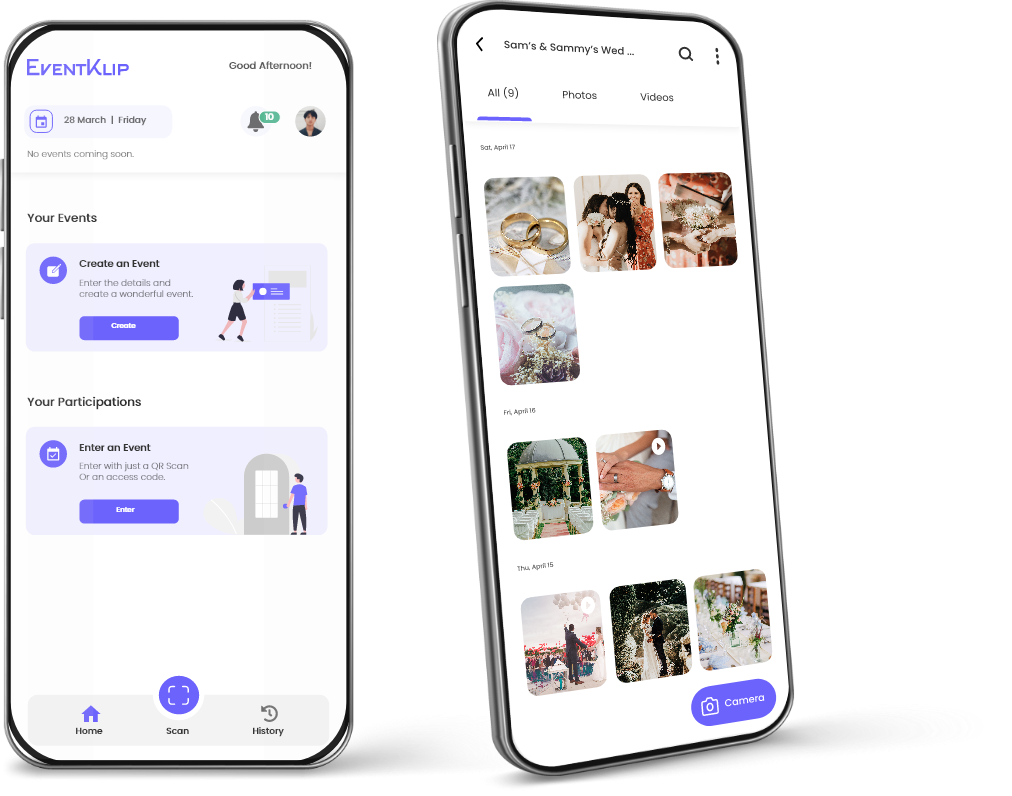 EVENTKLIP
Good Afternoon!
28 March | Friday
10
No events coming soon.
Your Events
Create an Event
Enter the details and
create a wonderful event.
Create
Your Participations
Enter an Event
Enter with just a QR Scan
Or an access code.
Enter
Home
Scan
History
Sam's & Sammy's Wed ...
All (9)
Photos
Videos
Sat, April 17
Fri, April 16
Thu, April 15
Camera